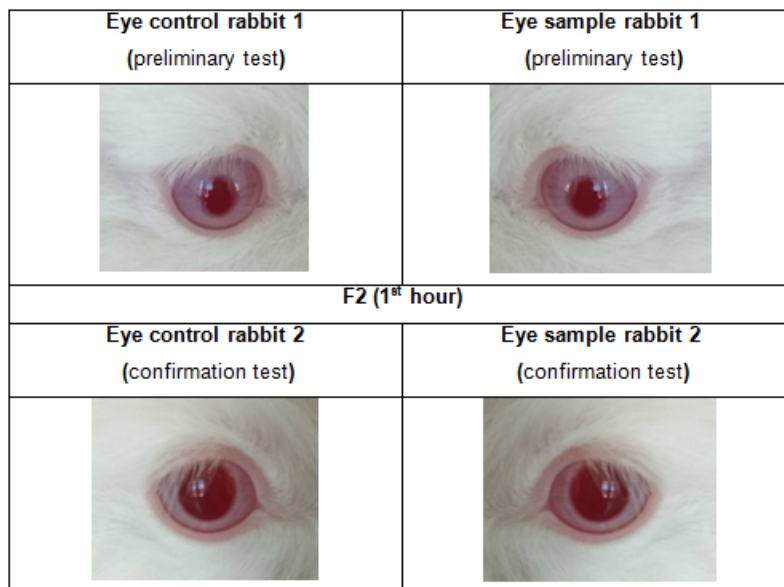 Eye control rabbit 1
(preliminary test)
Eye sample rabbit 1
(preliminary test)
F2 (1st hour)
Eye control rabbit 2
(confirmation test)
Eye sample rabbit 2
(confirmation test)